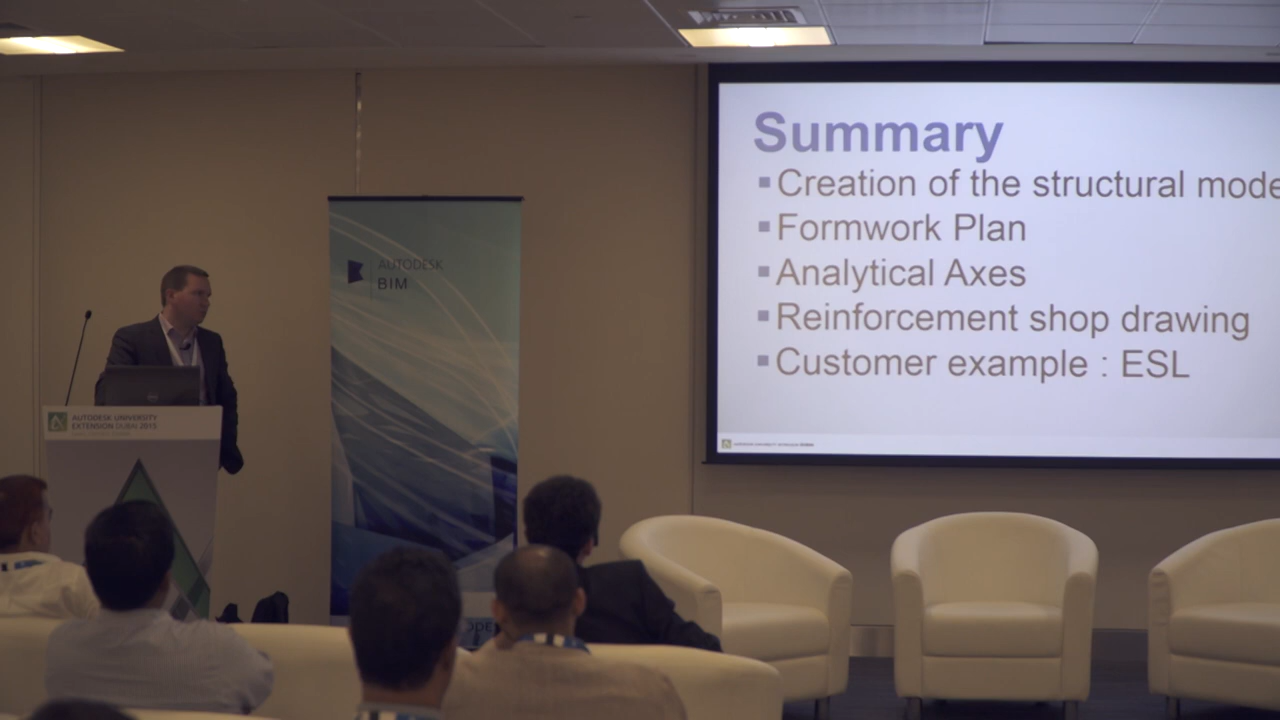 Summary
Creation of the structural mode
Formwork Plan
Analytical Axes
Reinforcement shop drawing
Customer example : ESL
AUTODESK
BIM
AUTODESK UNIVERSITY
EXTENSION DUBAI 2015